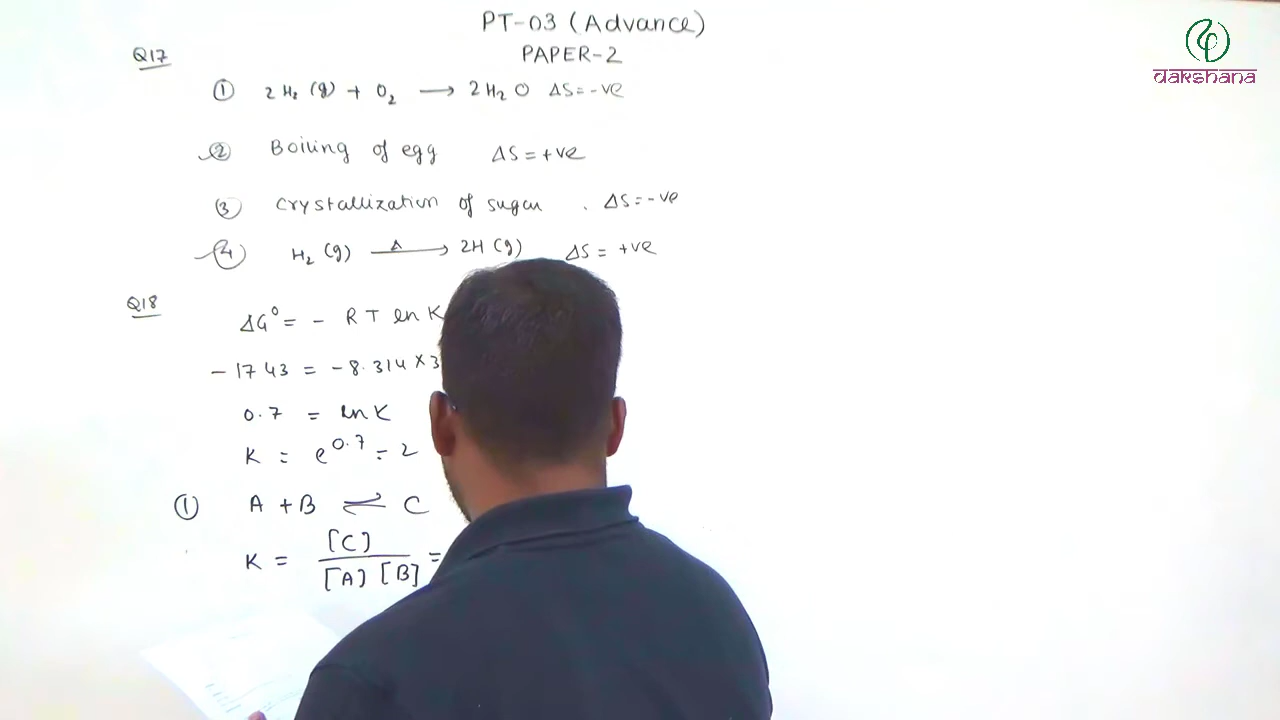 PT-03 (Advance)
PAPER-2
dakshana
Q17
① 2H₂ (g) + O₂ ⟶ 2H₂O ΔS = -ve
② Boiling of egg ΔS = +ve
③ Crystallization of sugar . ΔS = -ve
④ H₂ (g) —Δ→ 2H (g) ΔS = +ve
Q18
ΔG° = - RT ln K
- 1743 = - 8.314 × 3
0.7 = ln K
K = e^0.7 = 2
① A + B ⇌ C
K = [C] / [A] [B] =